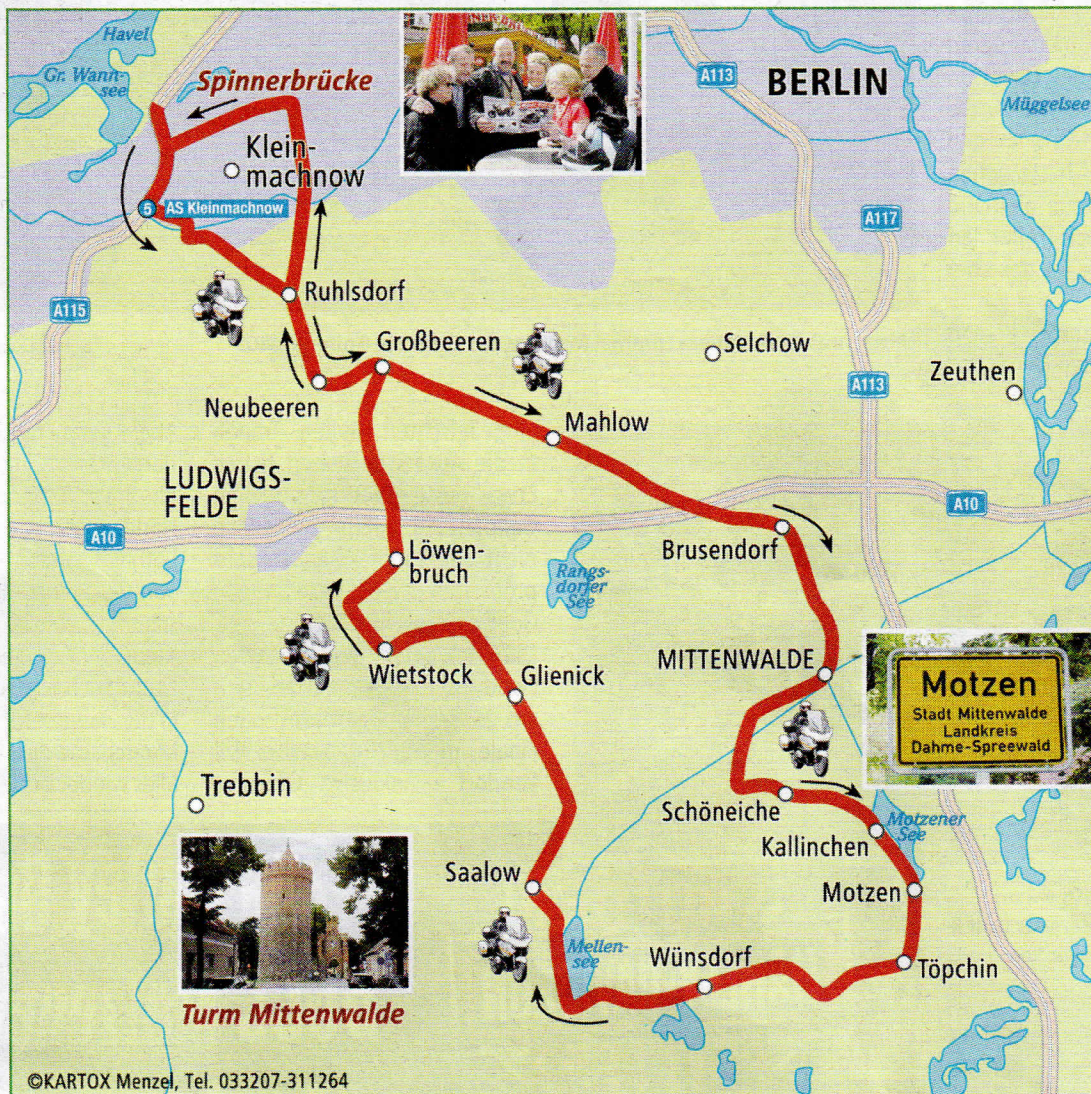 Havel
Gr. Wann-
see
Spinnerbrücke
Klein-
machnow
5
AS Kleinmachnow
A113
BERLIN
Müggelsee
A117
A115
Ruhlsdorf
Großbeeren
Selchow
Neubeeren
Mahlow
A113
Zeuthen
LUDWIGS-
FELDE
A10
A10
Löwen-
bruch
Brusendorf
Rangs-
dorfer
See
Wietstock
Glienick
MITTENWALDE
Motzen
Stadt Mittenwalde
Landkreis
Dahme-Spreewald
Trebbin
Schöneiche
Motzener
See
Kallinchen
Saalow
Motzen
Mellen-
see
Wünsdorf
Töpchin
Turm Mittenwalde
©KARTOX Menzel, Tel. 033207-311264